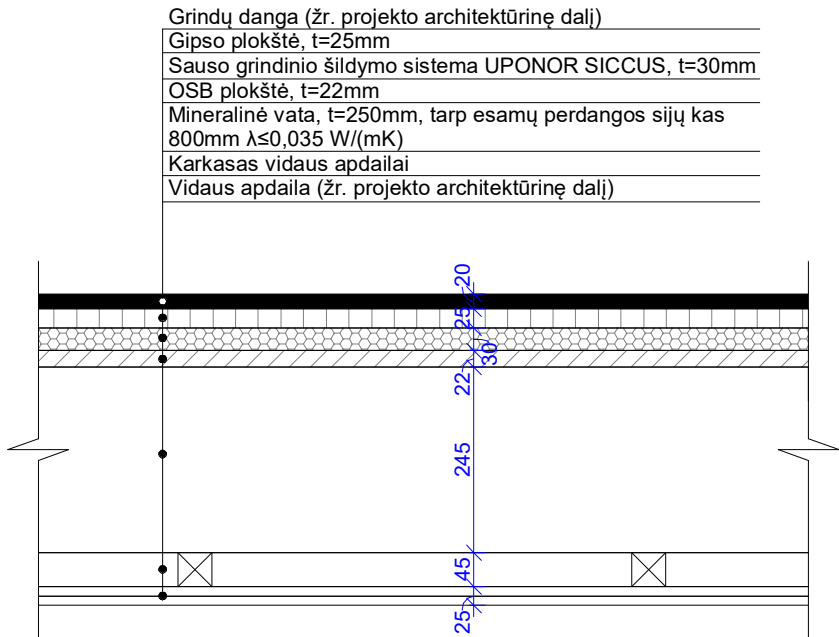 Grindų danga (žr. projekto architektūrinę dalį)
Gipso plokštė, t=25mm
Sauso grindinio šildymo sistema UPONOR SICCUS, t=30mm
OSB plokštė, t=22mm
Mineralinė vata, t=250mm, tarp esamų perdangos sijų kas
800mm λ≤0,035 W/(mK)
Karkasas vidaus apdailai
Vidaus apdaila (žr. projekto architektūrinę dalį)
20
25
30
22
245
45
25